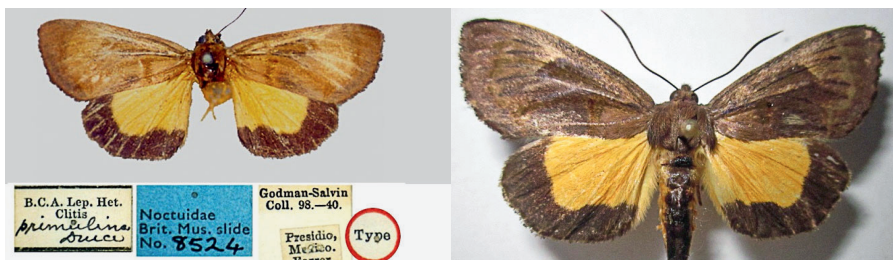 B.C.A. Lep. Het.
Clitis
primulina
Druce
Noctuidae
Brit. Mus. slide
No. 8524
Godman-Salvin
Coll. 98.—40.
Presidio,
Mexico.
Forrer.
Type